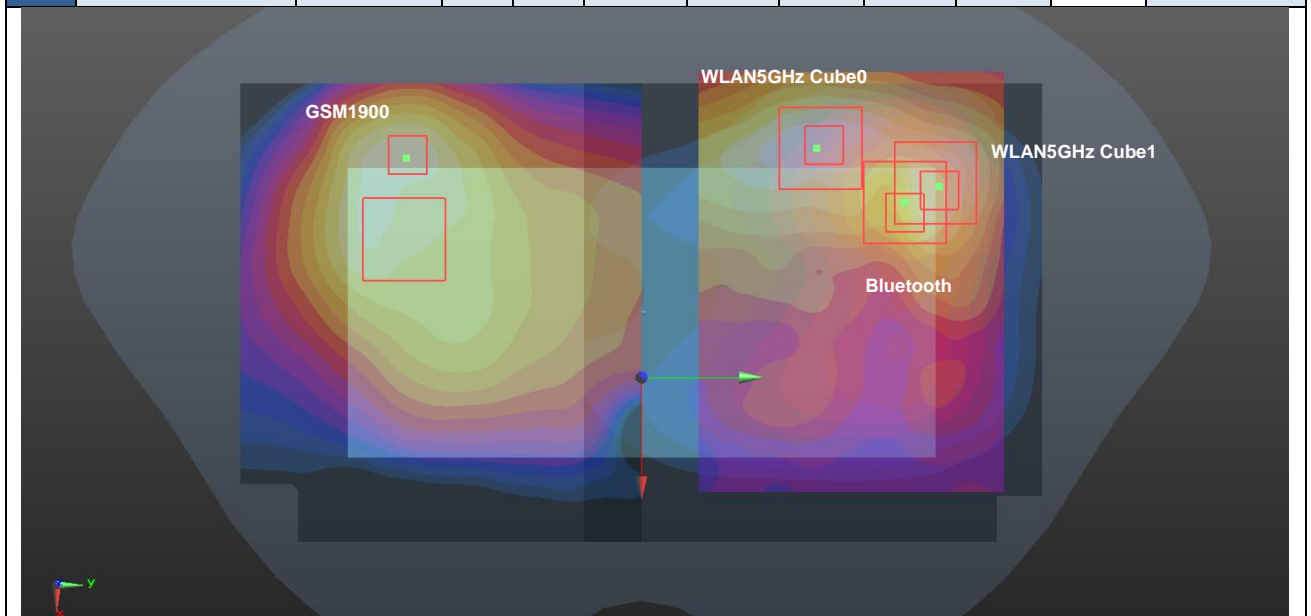 WLAN5GHz Cube0
GSM1900
WLAN5GHz Cube1
Bluetooth
y
x